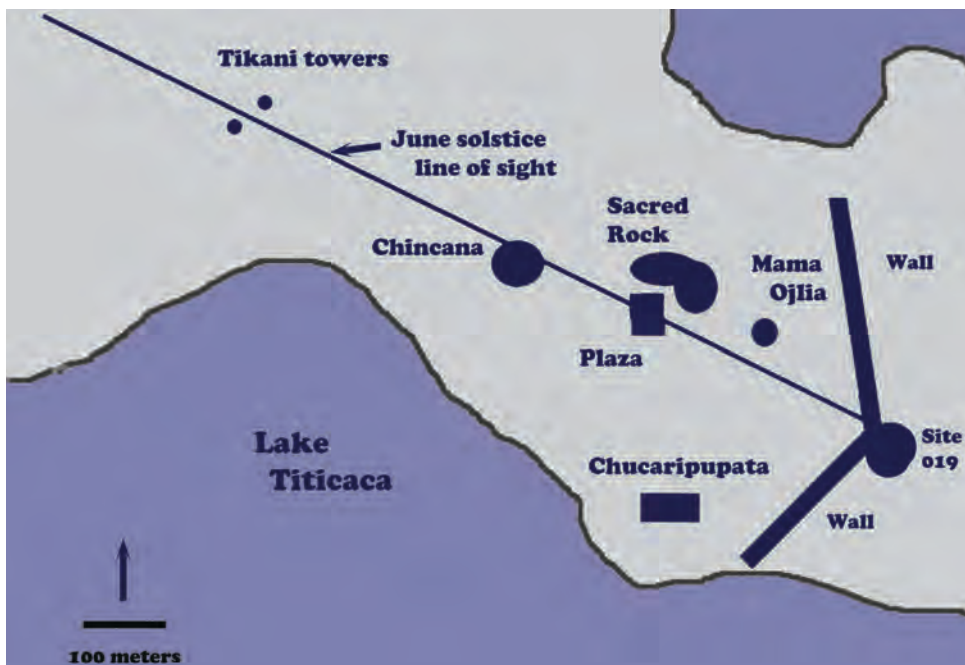 Tikani towers
June solstice
line of sight
Sacred
Rock
Chincana
Mama
Ojlia
Wall
Plaza
Site
019
Lake
Titicaca
Chucaripupata
Wall
100 meters